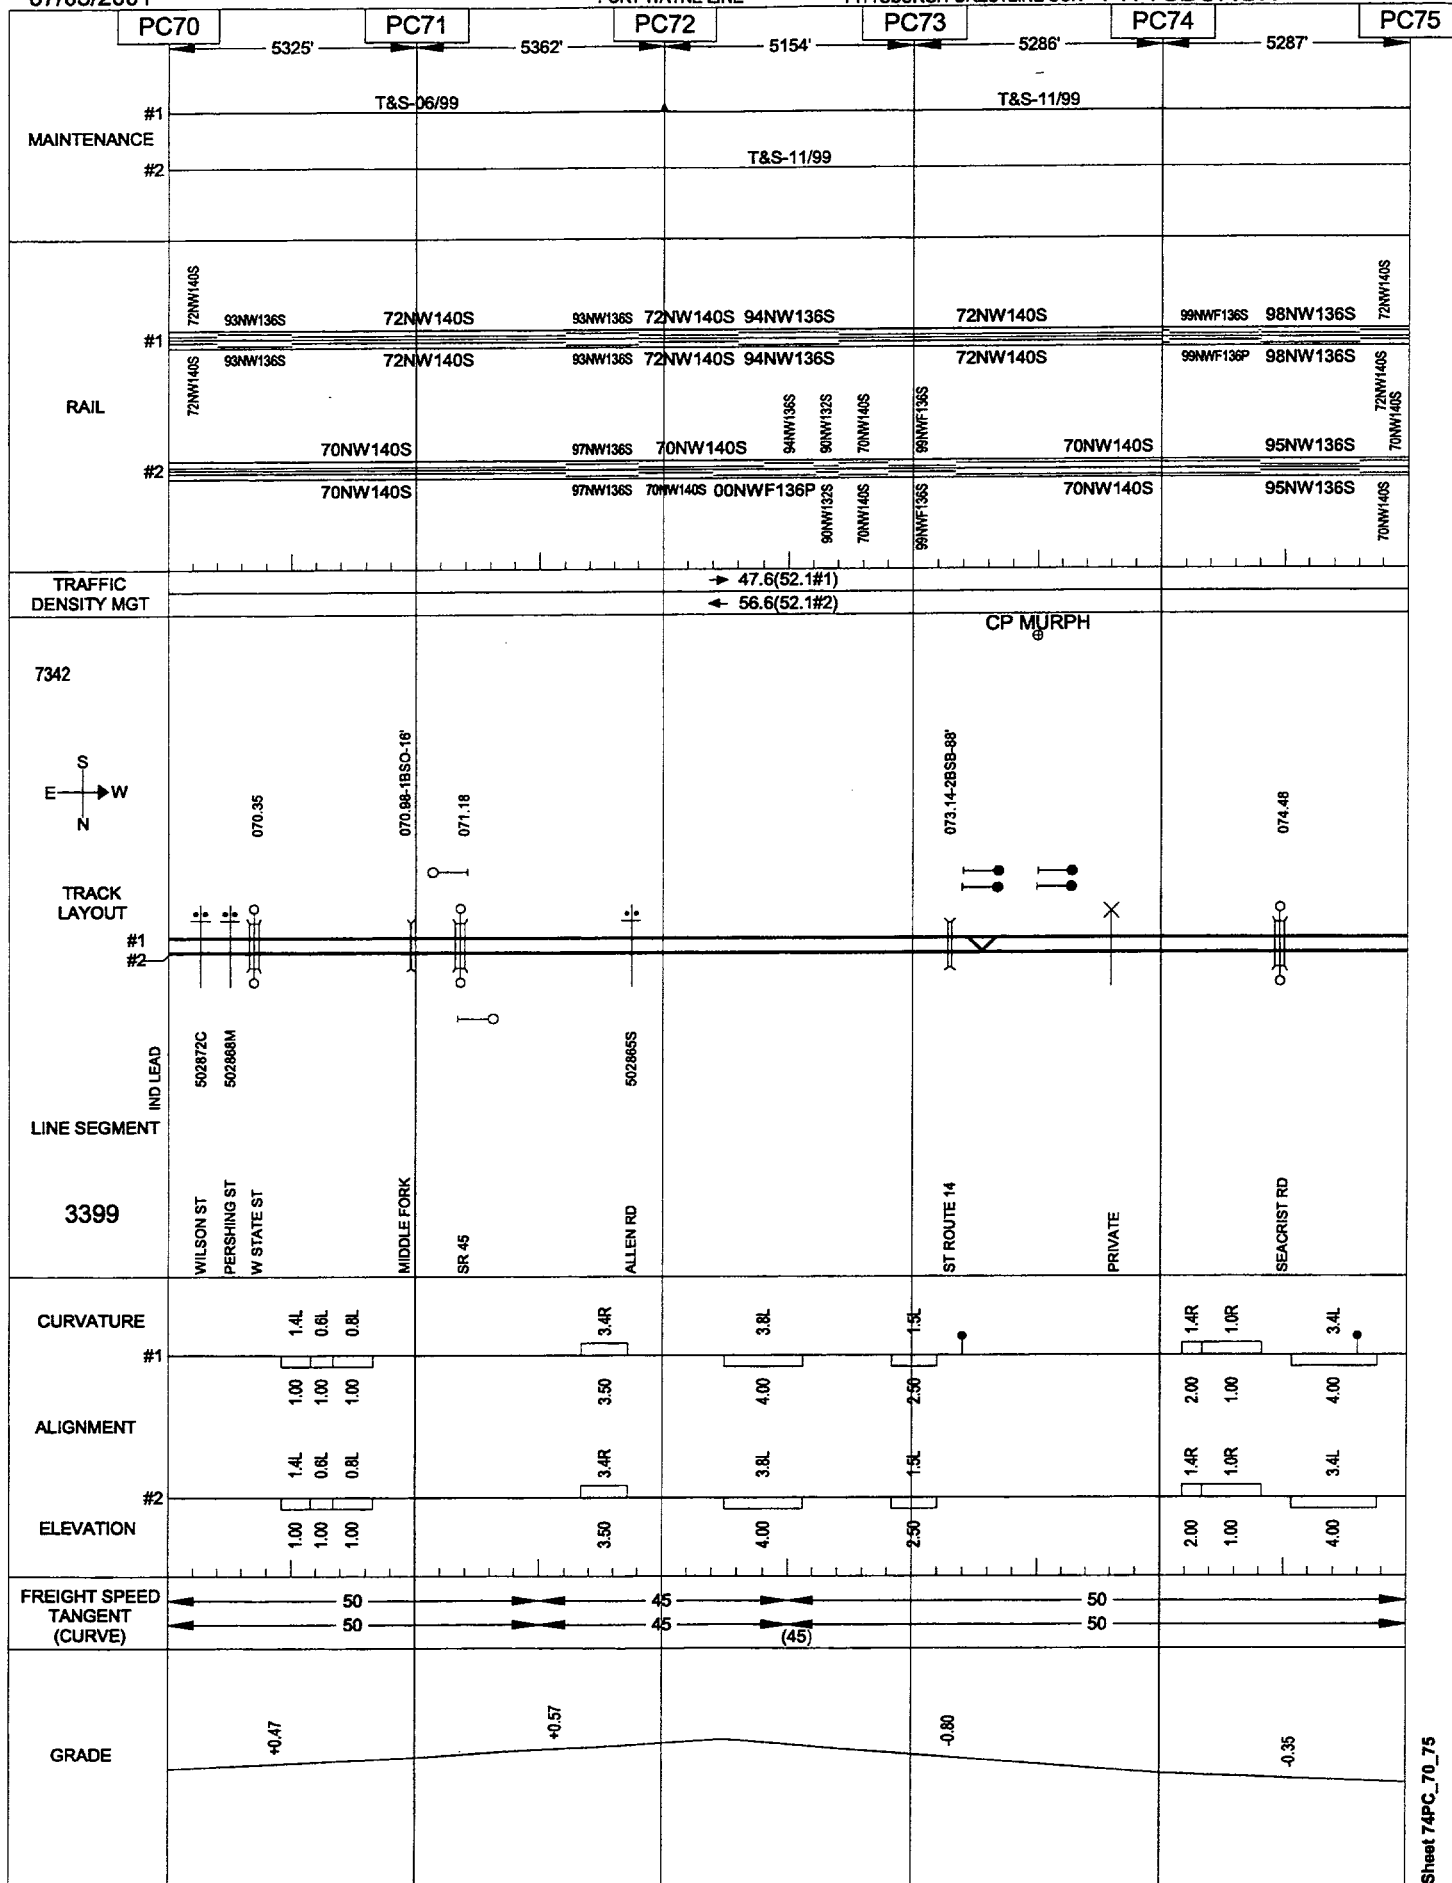 PC70 PC71 PC72 PC73 PC74 PC75
5325' 5362' 5154' 5286' 5287'
T&S-06/99 T&S-11/99
#1
MAINTENANCE
T&S-11/99
#2
72NW140S 93NW136S 72NW140S 93NW136S 72NW140S 94NW136S 72NW140S 99NWF136S 98NW136S 72NW140S
#1
72NW140S 93NW136S 72NW140S 93NW136S 72NW140S 94NW136S 72NW140S 99NWF136P 98NW136S 72NW140S
RAIL
70NW140S 97NW136S 70NW140S 94NW136S 90NW132S 70NW140S 99NWF136S 70NW140S 95NW136S 70NW140S
#2
70NW140S 97NW136S 70NW140S 00NWF136P 90NW132S 70NW140S 99NWF136S 70NW140S 95NW136S 70NW140S
TRAFFIC
DENSITY MGT
47.6(52.1#1)
56.6(52.1#2)
CP MURPH
7342
S
E W
N
070.35 070.98-1BSO-16' 071.18 073.14-2BSB-88' 074.48
TRACK
LAYOUT
#1
#2
IND LEAD 502872C 502868M 502865S
LINE SEGMENT
3399
WILSON ST PERSHING ST W STATE ST MIDDLE FORK SR 45 ALLEN RD ST ROUTE 14 PRIVATE SEACRIST RD
CURVATURE
1.4L 0.6L 0.8L 3.4R 3.8L 1.5L 1.4R 1.0R 3.4L
#1
1.00 1.00 1.00 3.50 4.00 2.50 2.00 1.00 4.00
ALIGNMENT
1.4L 0.6L 0.8L 3.4R 3.8L 1.5L 1.4R 1.0R 3.4L
#2
1.00 1.00 1.00 3.50 4.00 2.50 2.00 1.00 4.00
ELEVATION
FREIGHT SPEED
TANGENT
(CURVE)
50 45 50
50 45 50
(45)
+0.47 +0.57 -0.80 -0.35
GRADE
Sheet 74PC_70_75